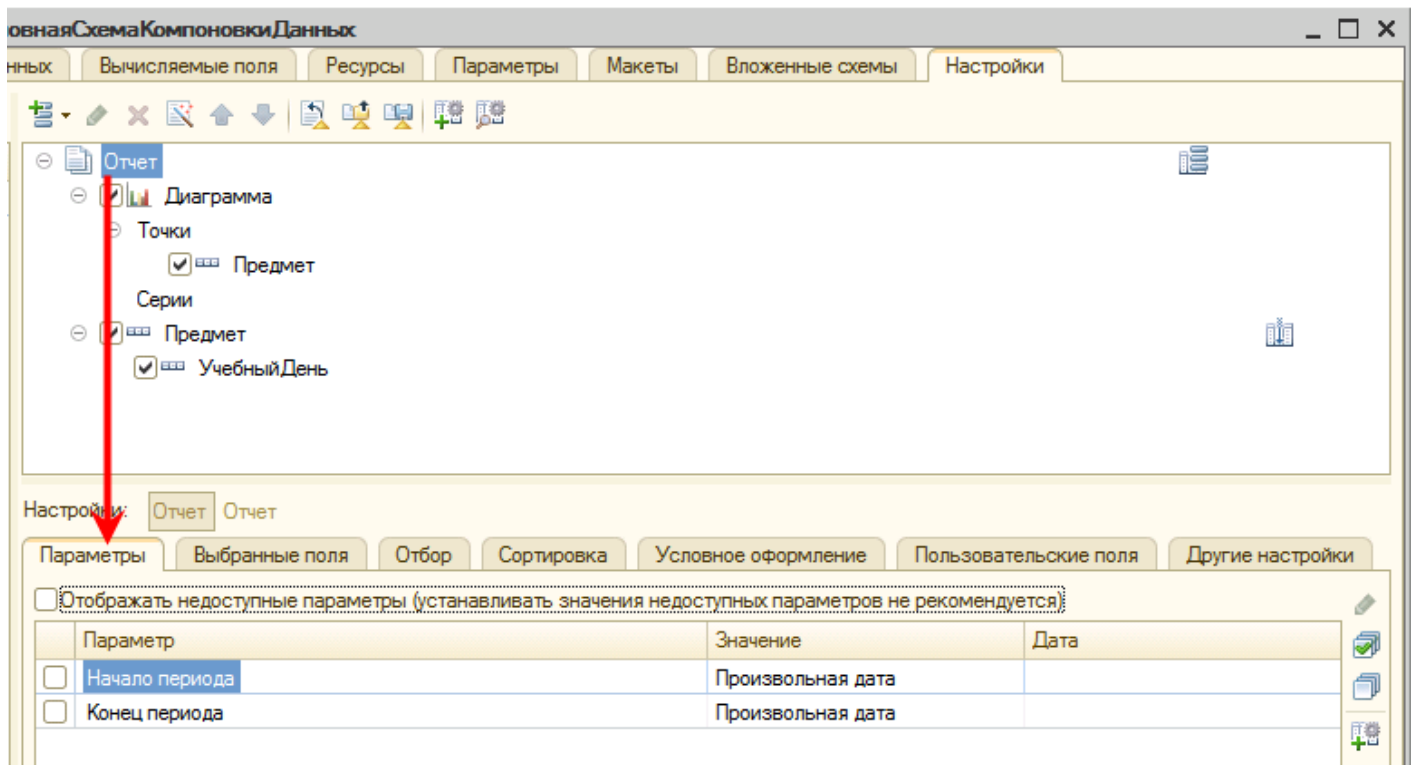 овнаяСхемаКомпоновкиДанных
нных Вычисляемые поля Ресурсы Параметры Макеты Вложенные схемы Настройки
Отчет
Диаграмма
Точки
Предмет
Серии
Предмет
УчебныйДень
Настройки: Отчет Отчет
Параметры Выбранные поля Отбор Сортировка Условное оформление Пользовательские поля Другие настройки
Отображать недоступные параметры (устанавливать значения недоступных параметров не рекомендуется)
Параметр Значение Дата
Начало периода Произвольная дата
Конец периода Произвольная дата